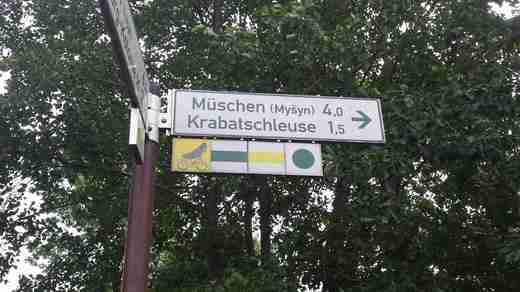 Müschen (Myšyn) 4,0
Krabatschleuse 1,5